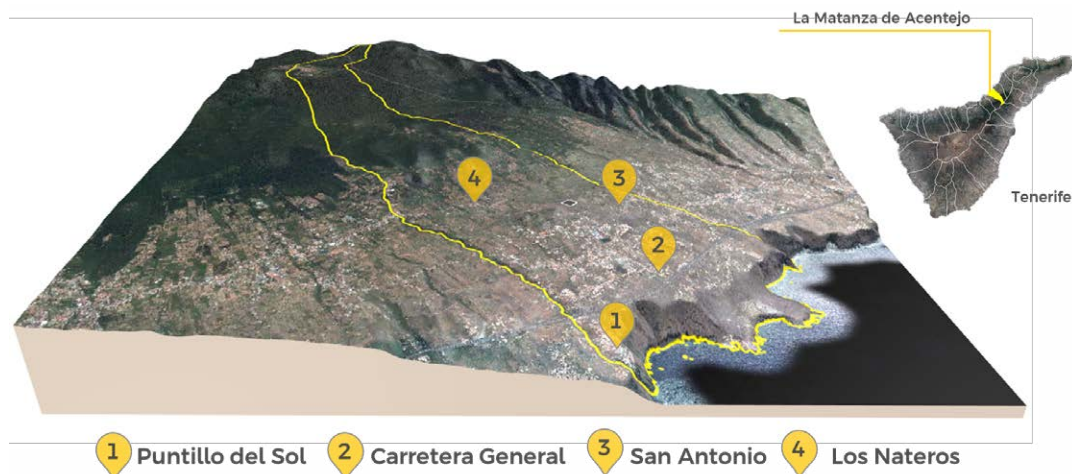 La Matanza de Acentejo
Tenerife
4
3
2
1
1 Puntillo del Sol 2 Carretera General 3 San Antonio 4 Los Nateros